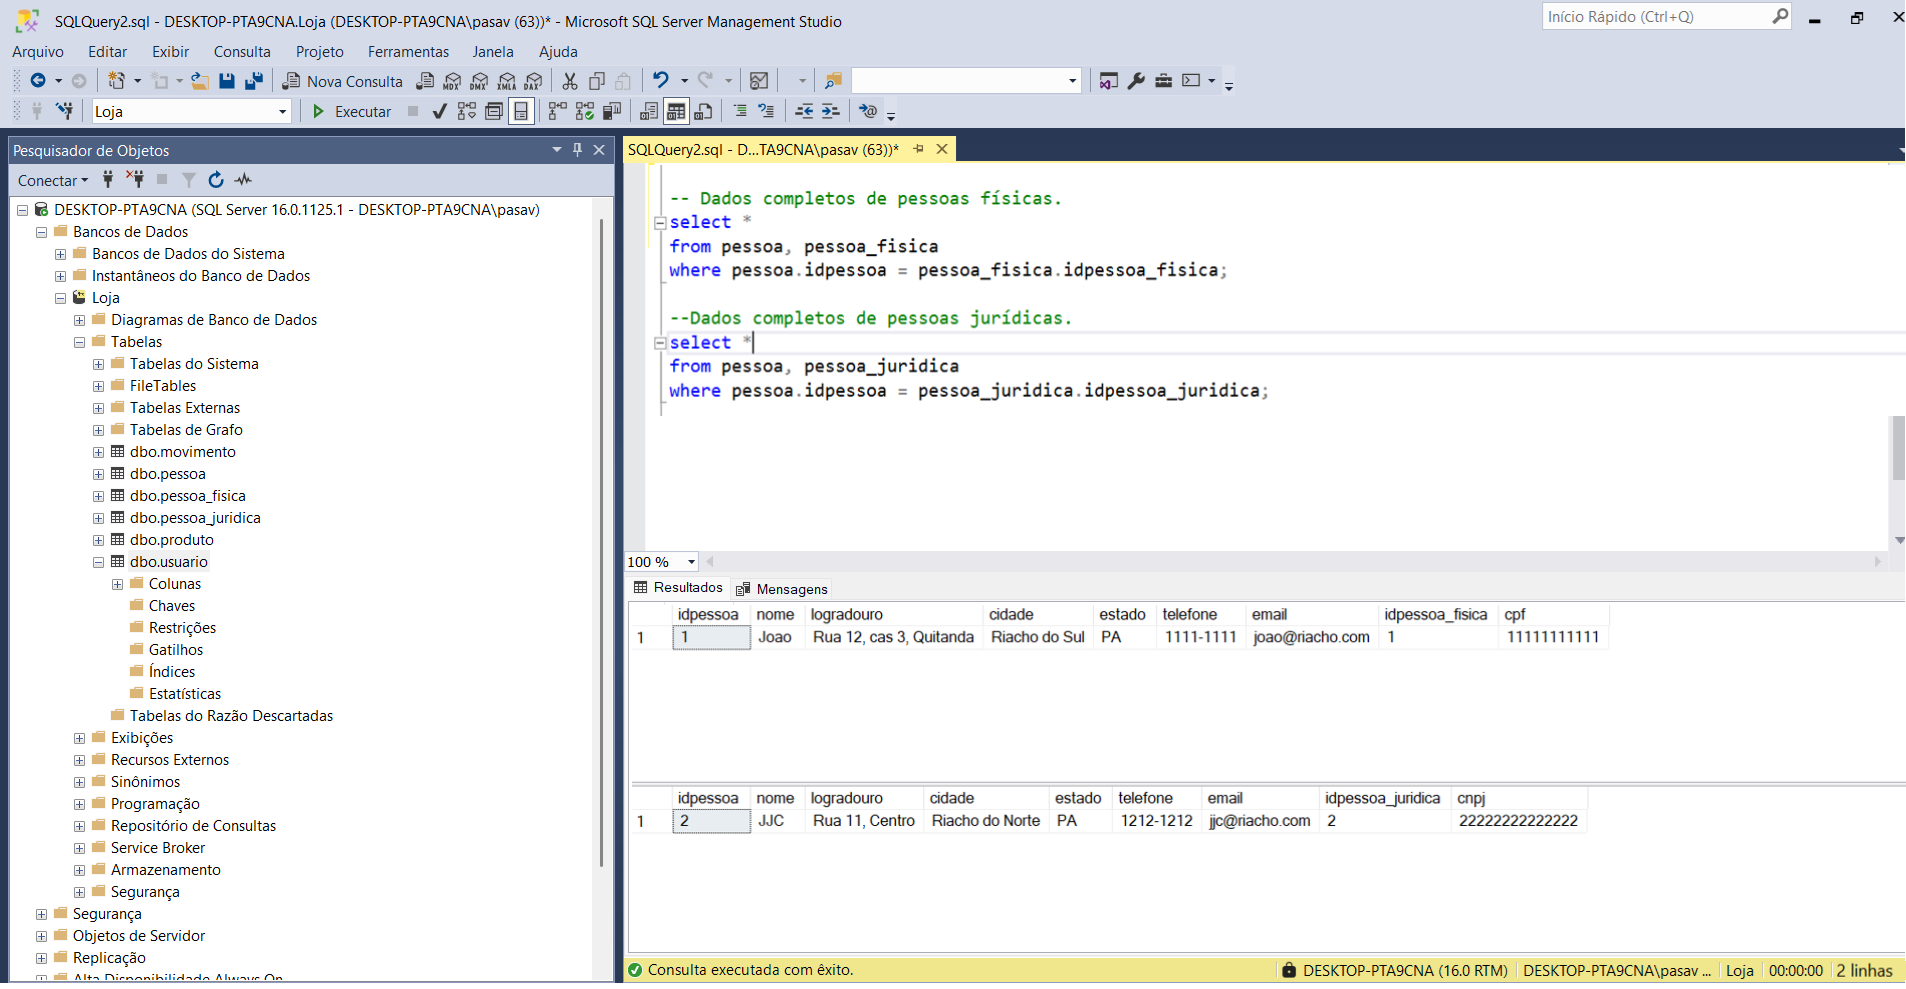 SQLQuery2.sql - DESKTOP-PTA9CNA.Loja (DESKTOP-PTA9CNA\pasav (63))* - Microsoft SQL Server Management Studio
Início Rápido (Ctrl+Q)
Arquivo Editar Exibir Consulta Projeto Ferramentas Janela Ajuda
Nova Consulta MDX DMX XMLA DAX
Loja Executar
Pesquisador de Objetos
Conectar
DESKTOP-PTA9CNA (SQL Server 16.0.1125.1 - DESKTOP-PTA9CNA\pasav)
Bancos de Dados
Bancos de Dados do Sistema
Instantâneos do Banco de Dados
Loja
Diagramas de Banco de Dados
Tabelas
Tabelas do Sistema
FileTables
Tabelas Externas
Tabelas de Grafo
dbo.movimento
dbo.pessoa
dbo.pessoa_fisica
dbo.pessoa_juridica
dbo.produto
dbo.usuario
Colunas
Chaves
Restrições
Gatilhos
Índices
Estatísticas
Tabelas do Razão Descartadas
Exibições
Recursos Externos
Sinônimos
Programação
Repositório de Consultas
Service Broker
Armazenamento
Segurança
Segurança
Objetos de Servidor
Replicação
Alta Disponibilidade Always On
SQLQuery2.sql - D...TA9CNA\pasav (63))*
-- Dados completos de pessoas físicas.
select *
from pessoa, pessoa_fisica
where pessoa.idpessoa = pessoa_fisica.idpessoa_fisica;
--Dados completos de pessoas jurídicas.
select *
from pessoa, pessoa_juridica
where pessoa.idpessoa = pessoa_juridica.idpessoa_juridica;
100 %
Resultados Mensagens
idpessoa nome logradouro cidade estado telefone email idpessoa_fisica cpf
1 1 Joao Rua 12, cas 3, Quitanda Riacho do Sul PA 1111-1111 joao@riacho.com 1 11111111111
idpessoa nome logradouro cidade estado telefone email idpessoa_juridica cnpj
1 2 JJC Rua 11, Centro Riacho do Norte PA 1212-1212 jjc@riacho.com 2 22222222222222
Consulta executada com êxito.
DESKTOP-PTA9CNA (16.0 RTM) DESKTOP-PTA9CNA\pasav ... Loja 00:00:00 2 linhas